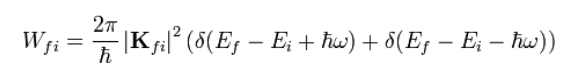 W_{fi} = \frac{2\pi}{\hbar} |\mathbf{K}_{fi}|^2 (\delta(E_f - E_i + \hbar\omega) + \delta(E_f - E_i - \hbar\omega))